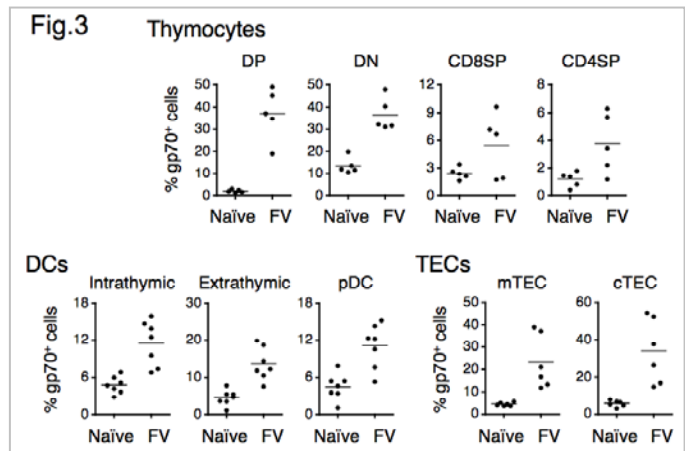 Fig.3
Thymocytes
DP DN CD8SP CD4SP
% gp70⁺ cells
50 50 12 8
40 40 9 6
30 30 6 4
20 20 3 2
10 10
0 0 0 0
Naïve FV Naïve FV Naïve FV Naïve FV
DCs TECs
Intrathymic Extrathymic pDC mTEC cTEC
% gp70⁺ cells % gp70⁺ cells
18 30 18 50 60
12 20 12 40 40
6 10 6 30 20
0 0 0 20 0
10
0
Naïve FV Naïve FV Naïve FV Naïve FV Naïve FV